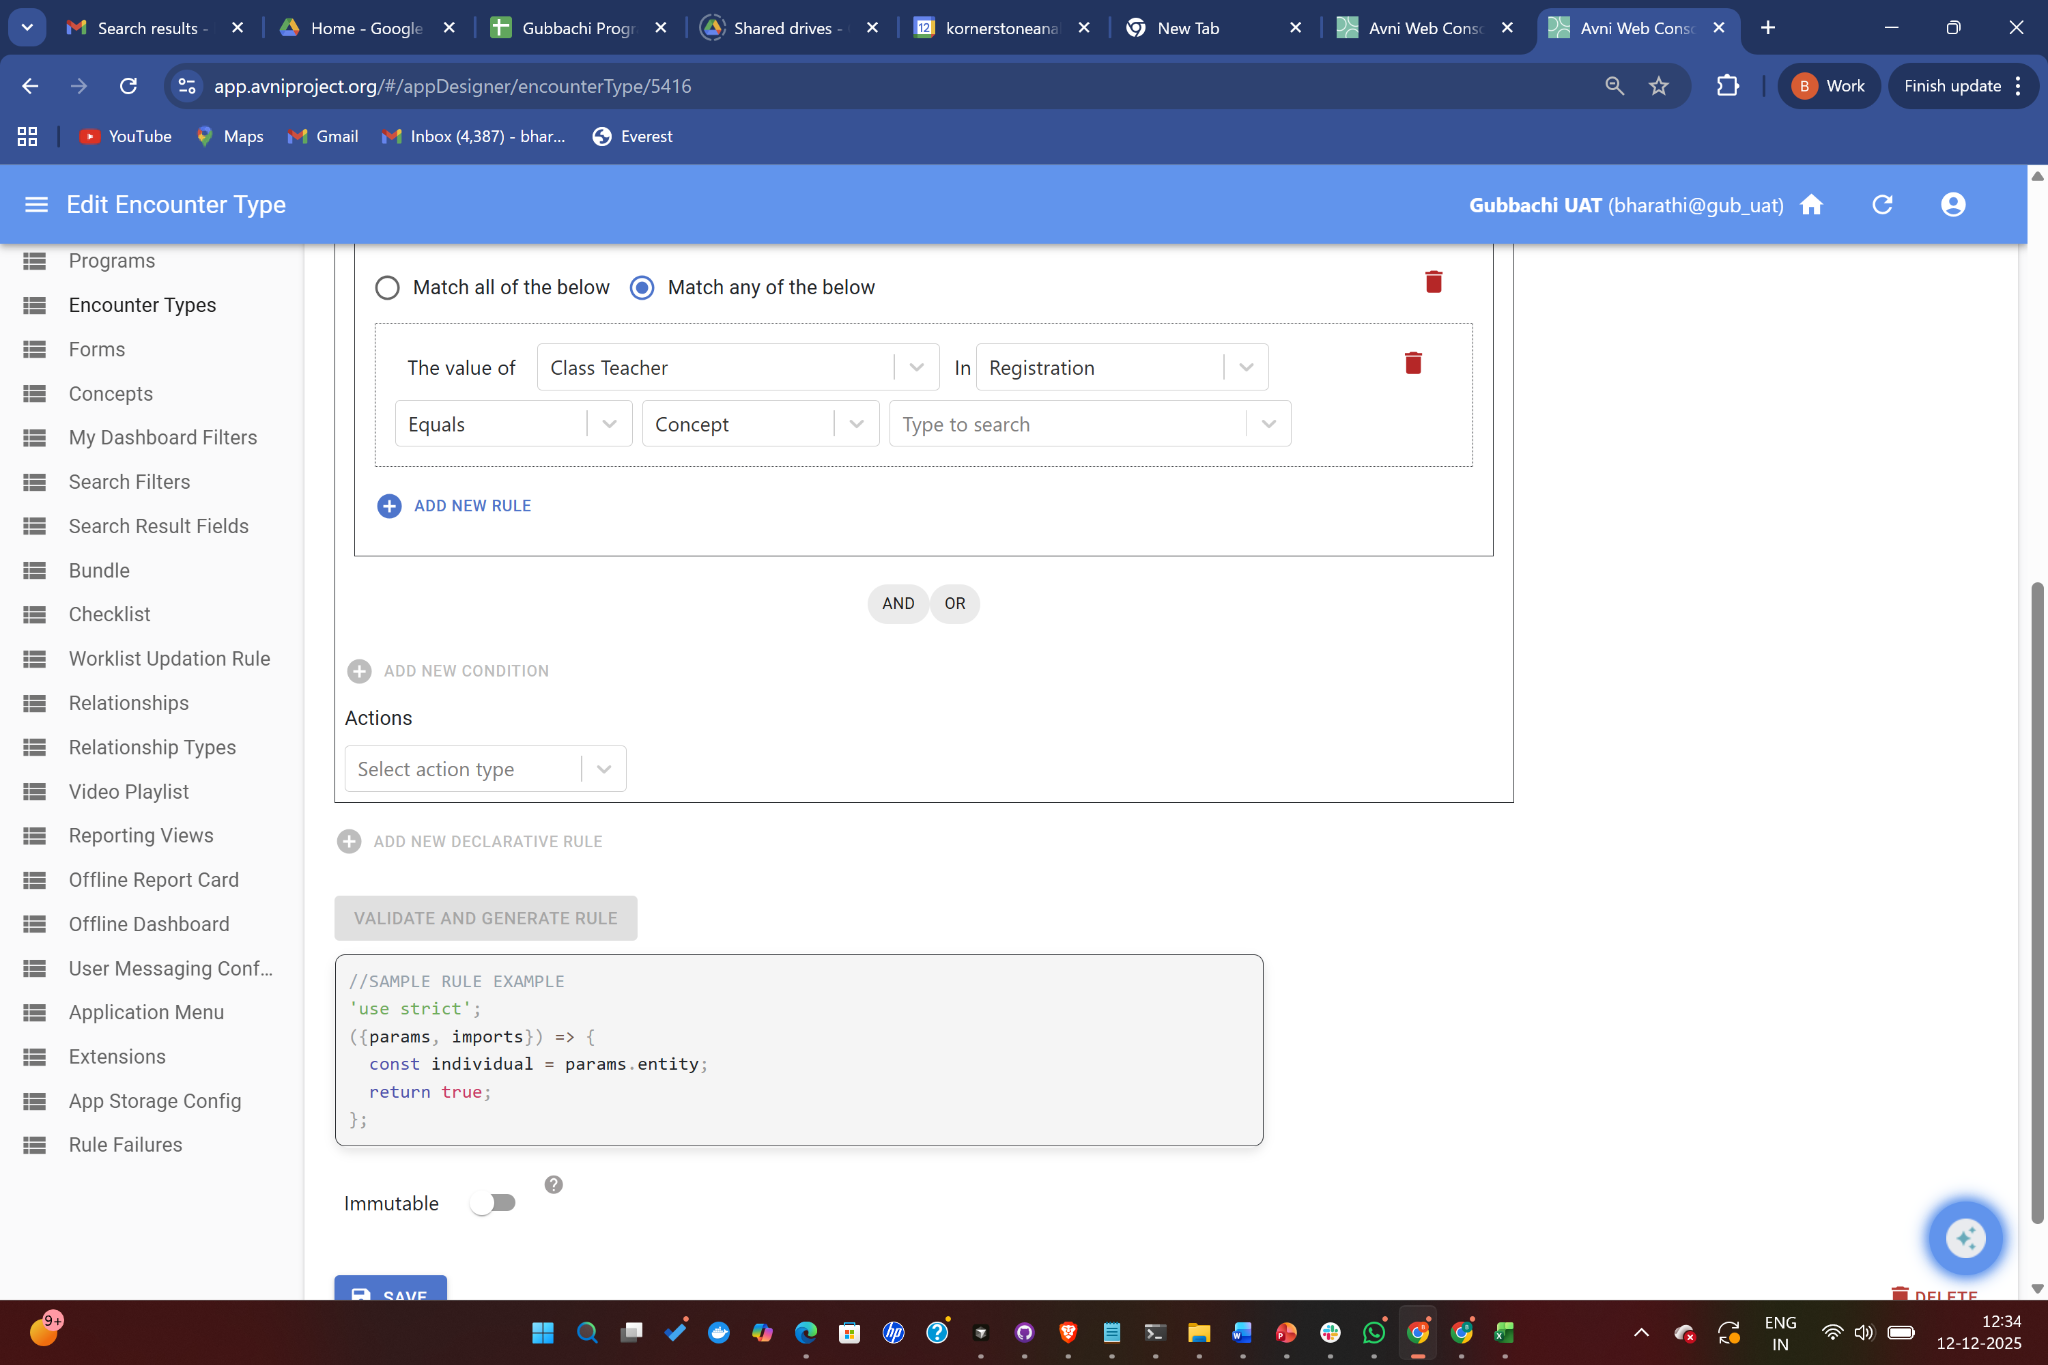 Search results -
Home - Google
Gubbachi Progr
Shared drives -
kornerstoneana
New Tab
Avni Web Conso
Avni Web Conso
app.avniproject.org/#/appDesigner/encounterType/5416
B Work
Finish update
YouTube
Maps
Gmail
Inbox (4,387) - bhar...
Everest
Edit Encounter Type
Gubbachi UAT (bharathi@gub_uat)
Programs
Encounter Types
Forms
Concepts
My Dashboard Filters
Search Filters
Search Result Fields
Bundle
Checklist
Worklist Updation Rule
Relationships
Relationship Types
Video Playlist
Reporting Views
Offline Report Card
Offline Dashboard
User Messaging Conf...
Application Menu
Extensions
App Storage Config
Rule Failures
Match all of the below
Match any of the below
The value of Class Teacher In Registration
Equals Concept Type to search
ADD NEW RULE
AND OR
ADD NEW CONDITION
Actions
Select action type
ADD NEW DECLARATIVE RULE
VALIDATE AND GENERATE RULE
//SAMPLE RULE EXAMPLE
'use strict';
({params, imports}) => {
const individual = params.entity;
return true;
};
Immutable
?
SAVE
DELETE
9+
ENG
IN
12:34
12-12-2025